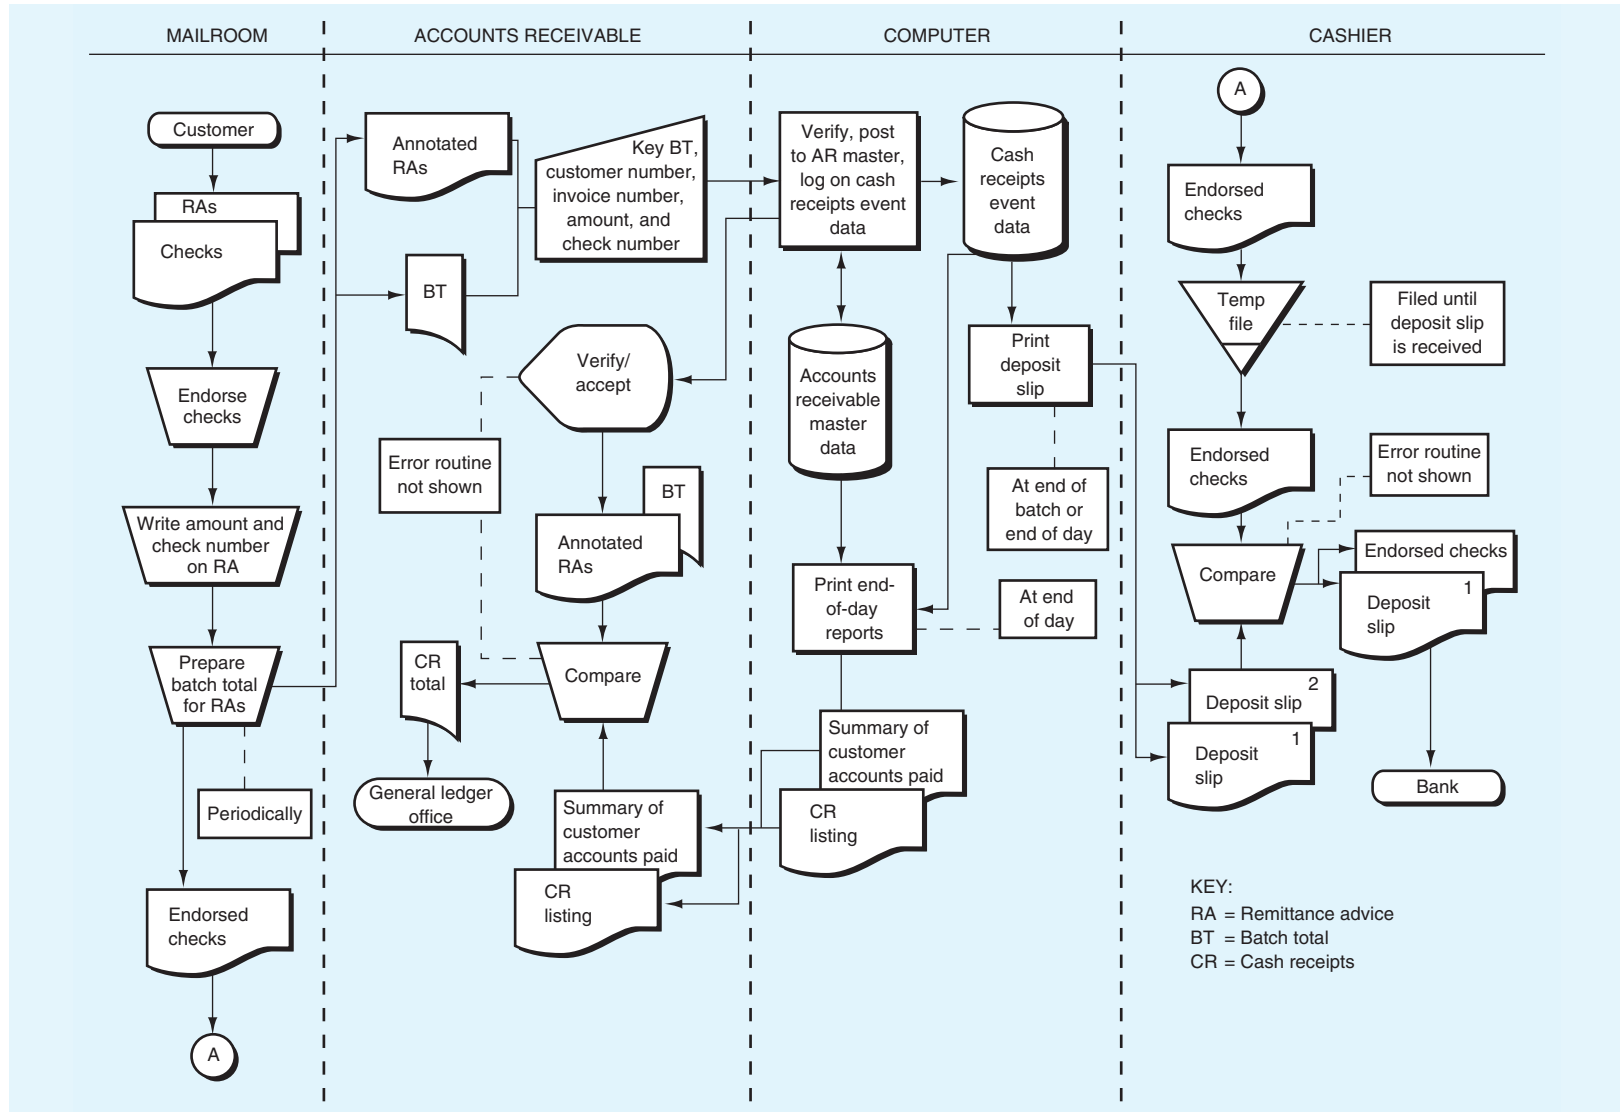 MAILROOM
ACCOUNTS RECEIVABLE
COMPUTER
CASHIER
Customer
RAs
Checks
Endorse
checks
Write amount and
check number
on RA
Prepare
batch total
for RAs
Periodically
Endorsed
checks
A
Annotated
RAs
BT
Key BT,
customer number,
invoice number,
amount, and
check number
Verify/
accept
Error routine
not shown
BT
Annotated
RAs
Compare
CR
total
General ledger
office
Summary of
customer
accounts paid
CR
listing
Verify, post
to AR master,
log on cash
receipts event
data
Cash
receipts
event
data
Accounts
receivable
master
data
Print
deposit
slip
At end of
batch or
end of day
Print end-
of-day
reports
At end
of day
Summary of
customer
accounts paid
CR
listing
A
Endorsed
checks
Temp
file
Filed until
deposit slip
is received
Endorsed
checks
Error routine
not shown
Compare
Endorsed checks
1
Deposit
slip
2
Deposit slip
1
Deposit
slip
Bank
KEY:
RA = Remittance advice
BT = Batch total
CR = Cash receipts